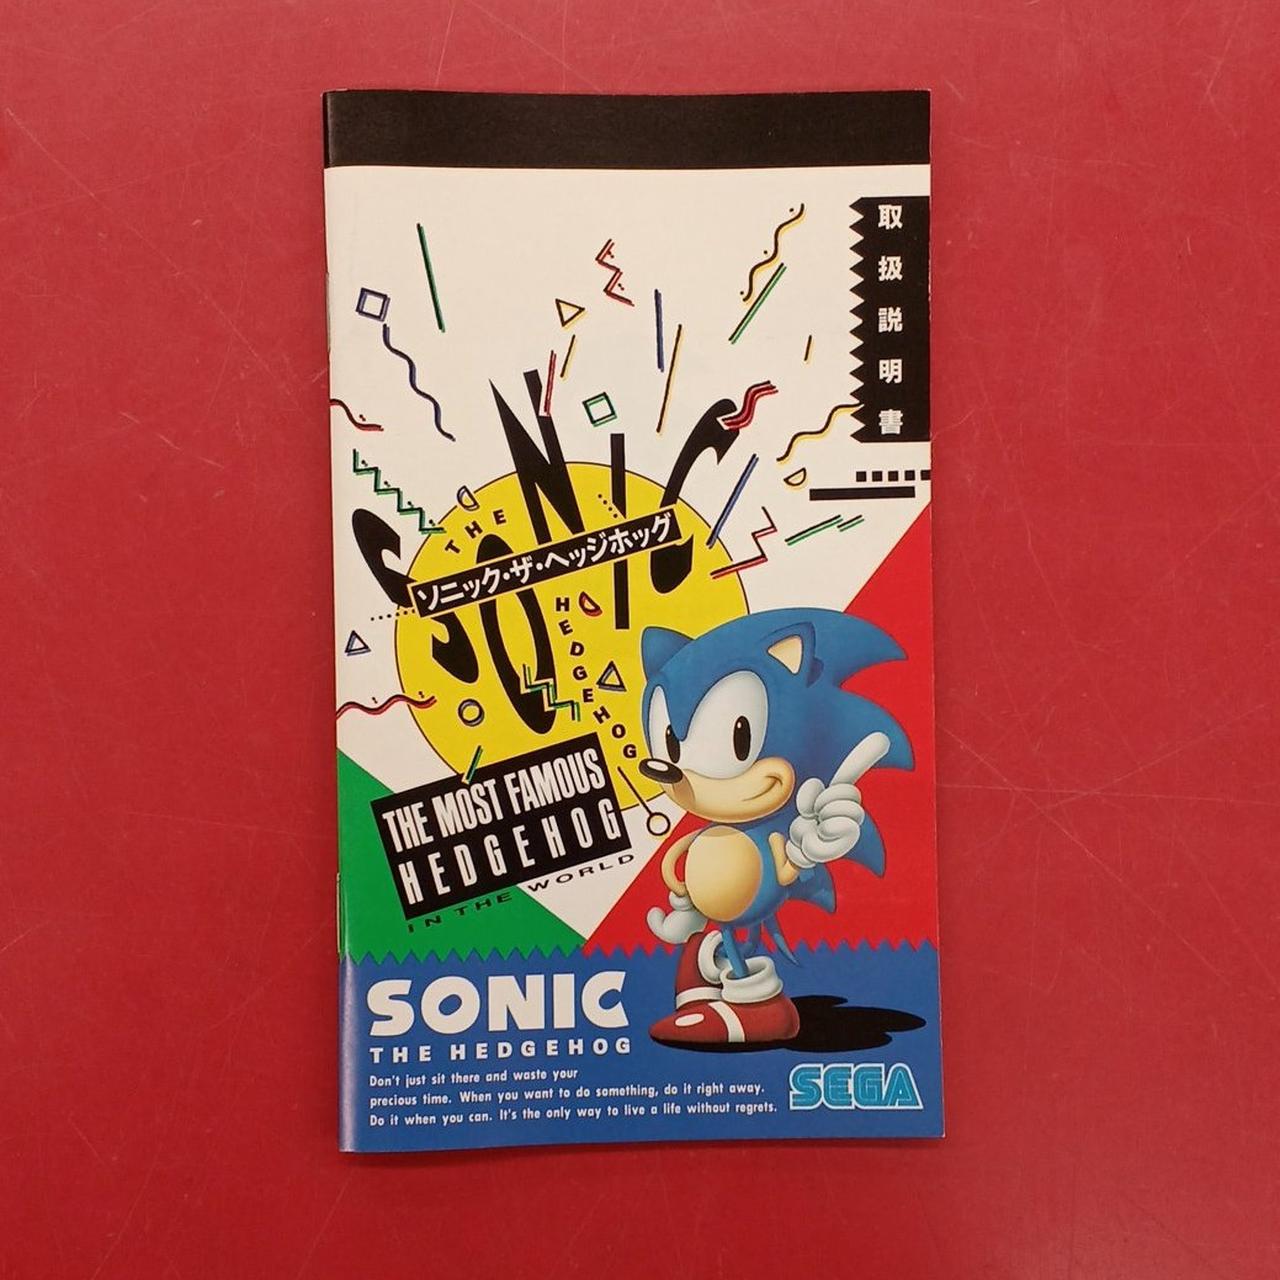 取扱説明書
THE
SONIC
ソニック・ザ・ヘッジホッグ
HEDGEHOG
THE MOST FAMOUS
HEDGEHOG
IN THE WORLD
SONIC
THE HEDGEHOG
Don't just sit there and waste your
precious time. When you want to do something, do it right away.
Do it when you can. It's the only way to live a life without regrets.
SEGA